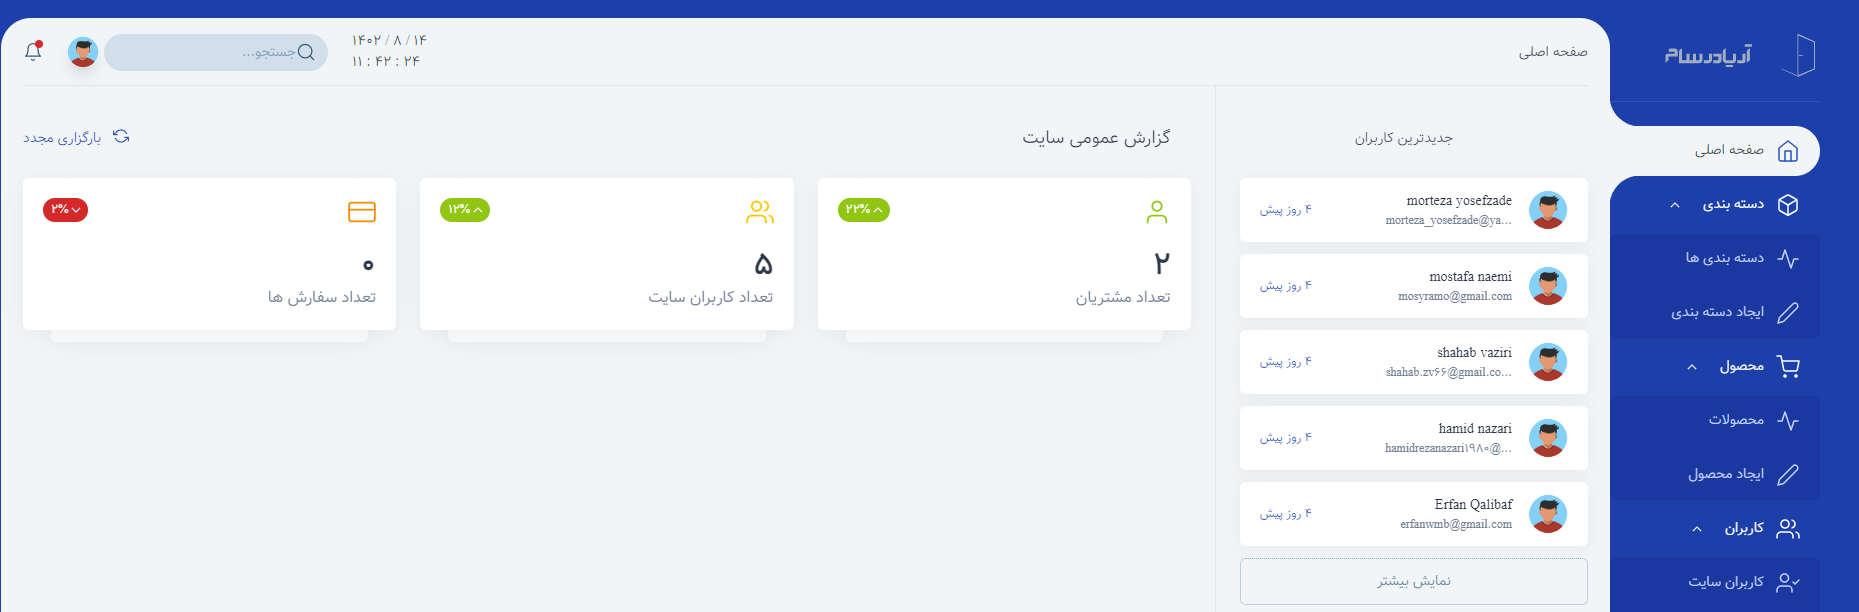 آریادرسام
صفحه اصلی
دسته بندی
دسته بندی ها
ایجاد دسته بندی
محصول
محصولات
ایجاد محصول
کاربران
کاربران سایت
صفحه اصلی
۱۴۰۲ / ۸ / ۱۴
۱۱ : ۴۲ : ۲۴
جستجو...
جدیدترین کاربران
morteza yosefzade
morteza_yosefzade@ya...
۴ روز پیش
mostafa naemi
mosyramo@gmail.com
۴ روز پیش
shahab vaziri
shahab.zv۶۶@gmail.co...
۴ روز پیش
hamid nazari
hamidrezanazari۱۹۸۰@...
۴ روز پیش
Erfan Qalibaf
erfanwmb@gmail.com
۴ روز پیش
نمایش بیشتر
گزارش عمومی سایت
بارگزاری مجدد
۲۲%
۲
تعداد مشتریان
۱۲%
۵
تعداد کاربران سایت
۲%
۰
تعداد سفارش ها